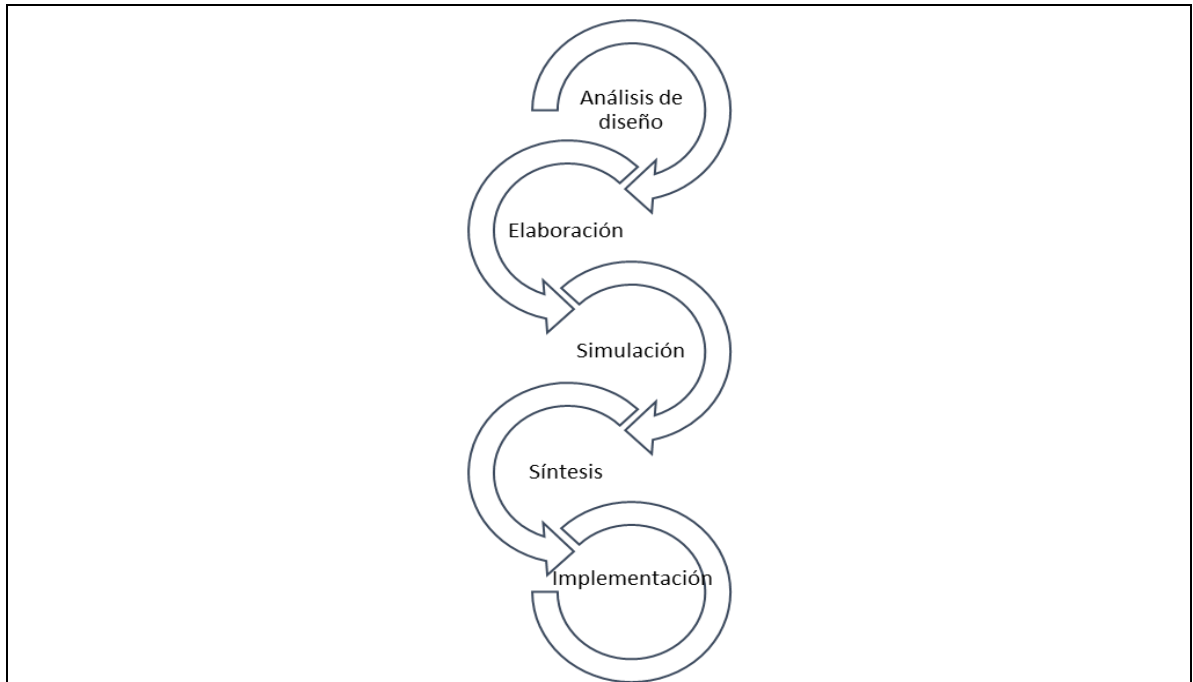 Análisis de
diseño
Elaboración
Simulación
Síntesis
Implementación